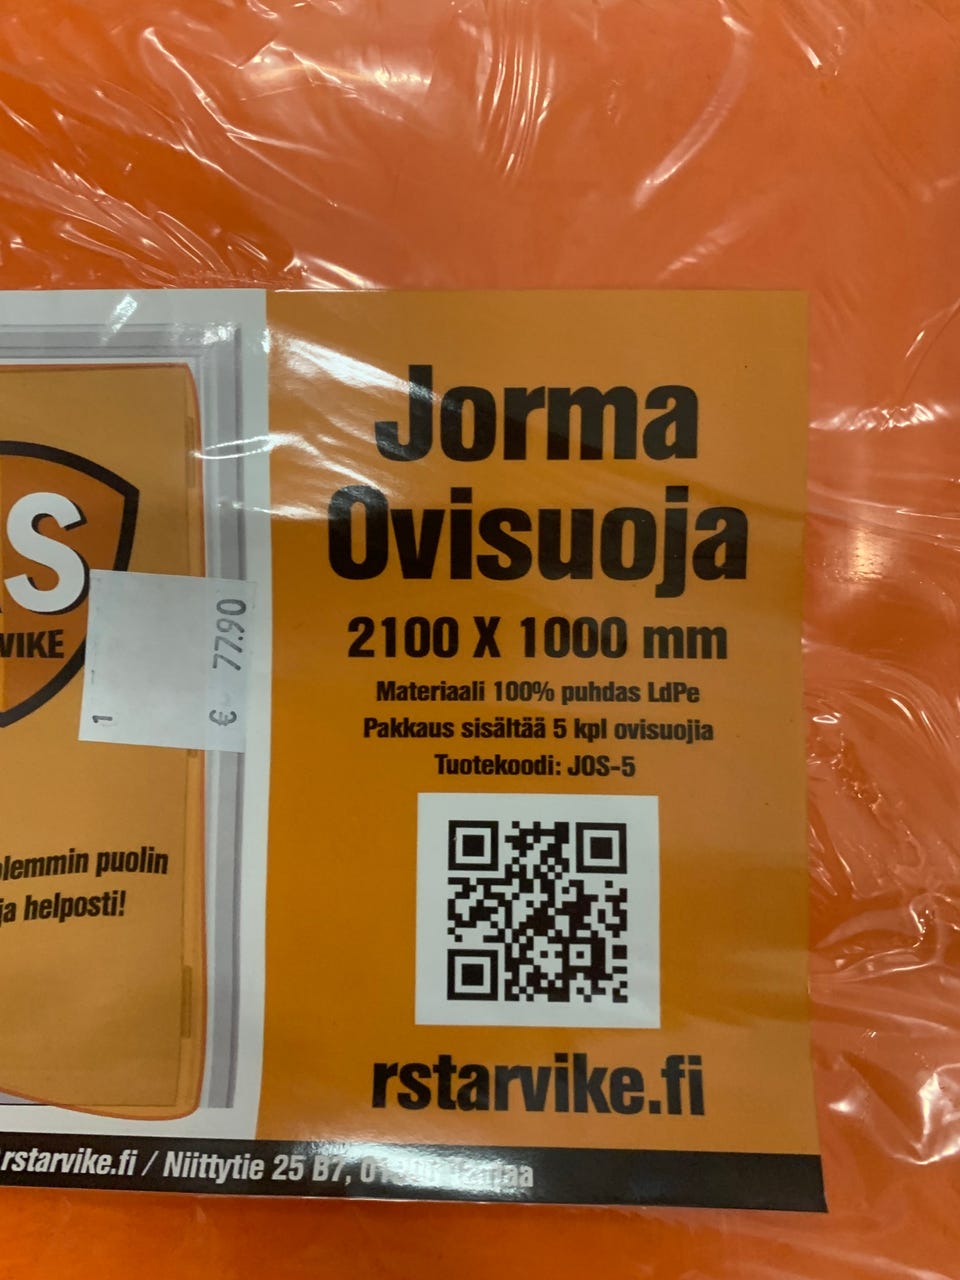 Jorma
Ovisuoja
2100 X 1000 mm
Materiaali 100% puhdas LdPe
Pakkaus sisältää 5 kpl ovisuojia
Tuotekoodi: JOS-5
rstarvike.fi
S
VIKE
€ 77.90
1
puolin
ja helposti!
rstarvike.fi / Niittytie 25 B7,